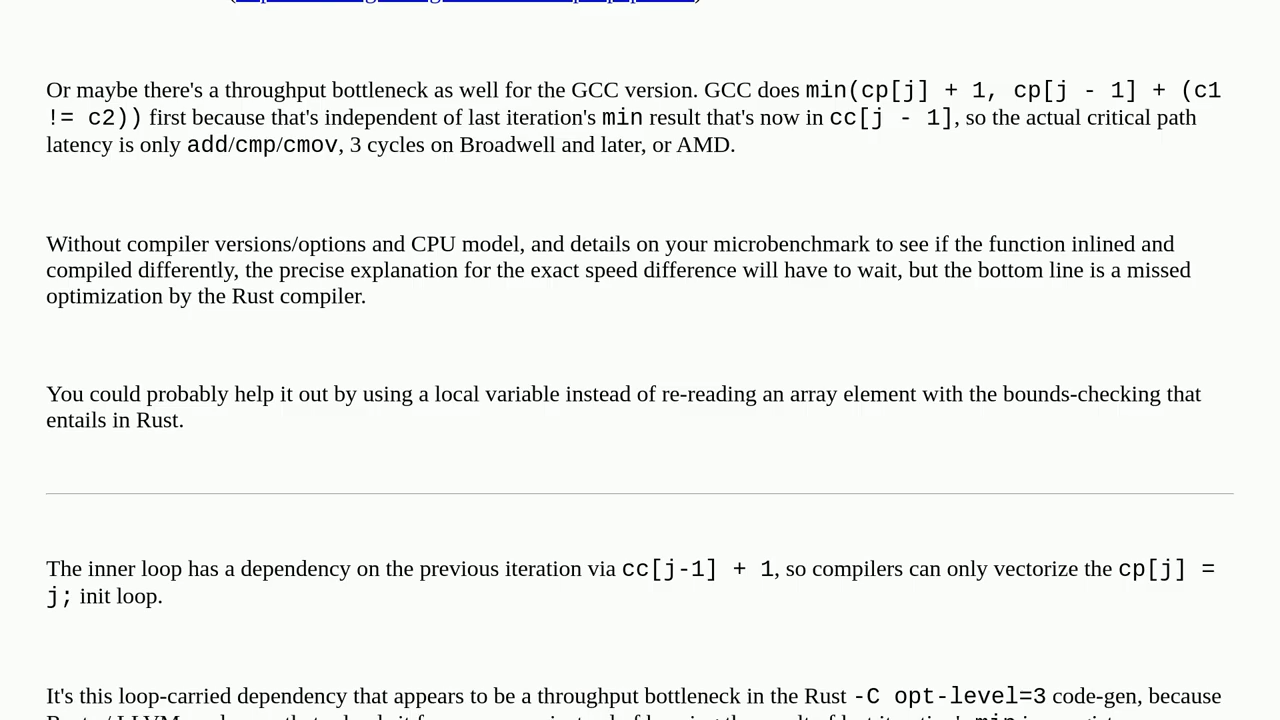 Or maybe there's a throughput bottleneck as well for the GCC version. GCC does min(cp[j] + 1, cp[j - 1] + (c1
!= c2)) first because that's independent of last iteration's min result that's now in cc[j - 1], so the actual critical path
latency is only add/cmp/cmov, 3 cycles on Broadwell and later, or AMD.
Without compiler versions/options and CPU model, and details on your microbenchmark to see if the function inlined and
compiled differently, the precise explanation for the exact speed difference will have to wait, but the bottom line is a missed
optimization by the Rust compiler.
You could probably help it out by using a local variable instead of re-reading an array element with the bounds-checking that
entails in Rust.
The inner loop has a dependency on the previous iteration via cc[j-1] + 1, so compilers can only vectorize the cp[j] =
j; init loop.
It's this loop-carried dependency that appears to be a throughput bottleneck in the Rust -C opt-level=3 code-gen, because